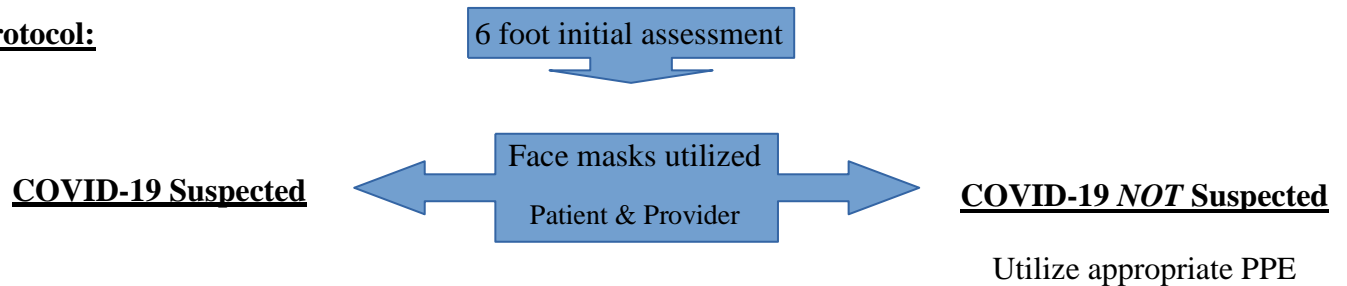 rotocol:
6 foot initial assessment
Face masks utilized
Patient & Provider
COVID-19 Suspected
COVID-19 NOT Suspected
Utilize appropriate PPE